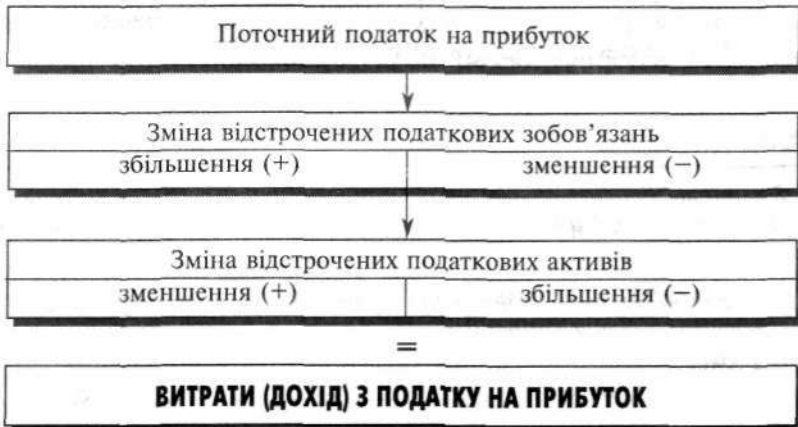 Поточний податок на прибуток
Зміна відстрочених податкових зобов'язань
збільшення (+) зменшення (−)
Зміна відстрочених податкових активів
зменшення (+) збільшення (−)
=
ВИТРАТИ (ДОХІД) З ПОДАТКУ НА ПРИБУТОК